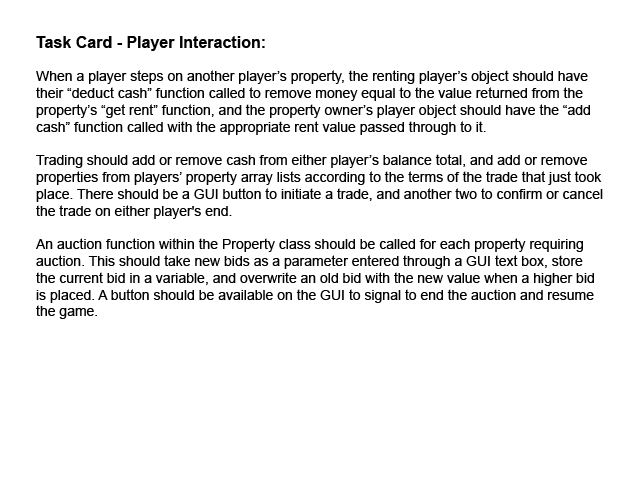 Task Card - Player Interaction:
When a player steps on another player’s property, the renting player’s object should have
their “deduct cash” function called to remove money equal to the value returned from the
property’s “get rent” function, and the property owner’s player object should have the “add
cash” function called with the appropriate rent value passed through to it.
Trading should add or remove cash from either player’s balance total, and add or remove
properties from players’ property array lists according to the terms of the trade that just took
place. There should be a GUI button to initiate a trade, and another two to confirm or cancel
the trade on either player's end.
An auction function within the Property class should be called for each property requiring
auction. This should take new bids as a parameter entered through a GUI text box, store
the current bid in a variable, and overwrite an old bid with the new value when a higher bid
is placed. A button should be available on the GUI to signal to end the auction and resume
the game.